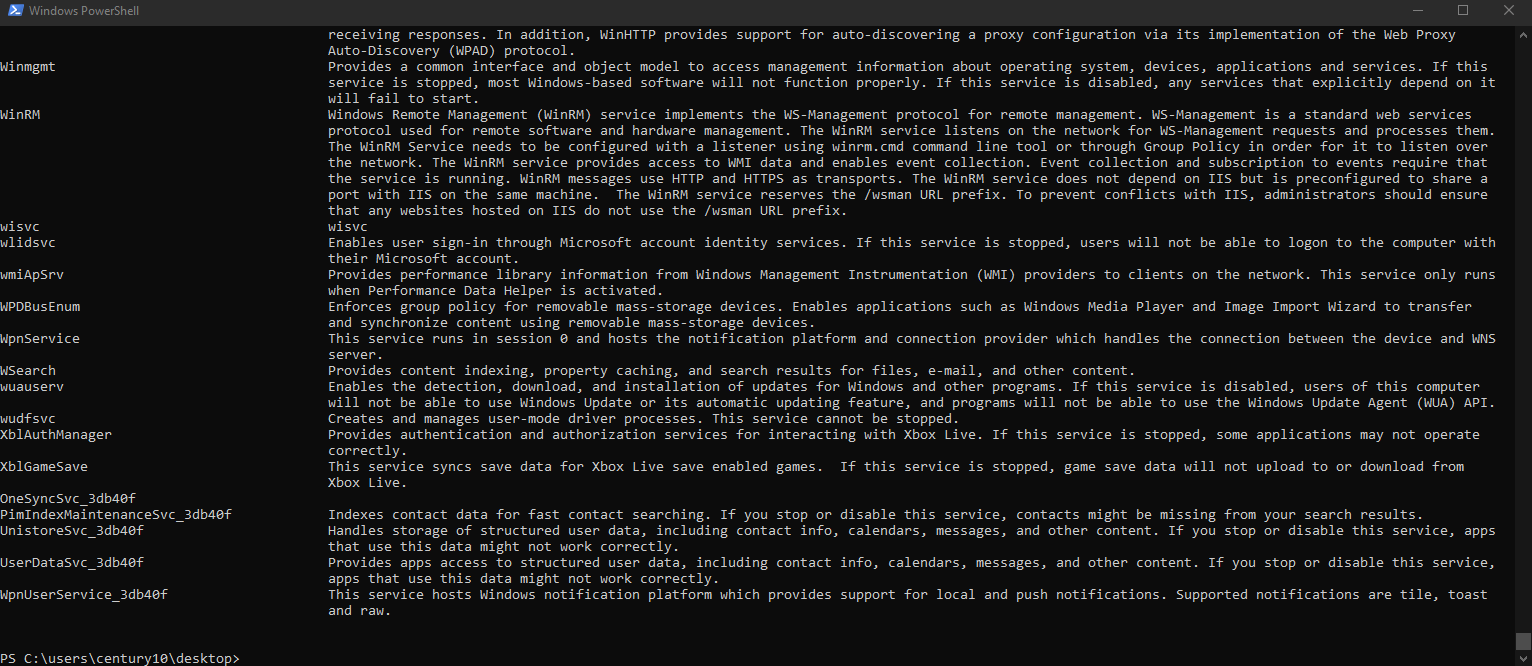 Windows PowerShell
receiving responses. In addition, WinHTTP provides support for auto-discovering a proxy configuration via its implementation of the Web Proxy
Auto-Discovery (WPAD) protocol.
Winmgmt Provides a common interface and object model to access management information about operating system, devices, applications and services. If this
service is stopped, most Windows-based software will not function properly. If this service is disabled, any services that explicitly depend on it
will fail to start.
WinRM Windows Remote Management (WinRM) service implements the WS-Management protocol for remote management. WS-Management is a standard web services
protocol used for remote software and hardware management. The WinRM service listens on the network for WS-Management requests and processes them.
The WinRM Service needs to be configured with a listener using winrm.cmd command line tool or through Group Policy in order for it to listen over
the network. The WinRM service provides access to WMI data and enables event collection. Event collection and subscription to events require that
the service is running. WinRM messages use HTTP and HTTPS as transports. The WinRM service does not depend on IIS but is preconfigured to share a
port with IIS on the same machine.  The WinRM service reserves the /wsman URL prefix. To prevent conflicts with IIS, administrators should ensure
that any websites hosted on IIS do not use the /wsman URL prefix.
wisvc wisvc
wlidsvc Enables user sign-in through Microsoft account identity services. If this service is stopped, users will not be able to logon to the computer with
their Microsoft account.
wmiApSrv Provides performance library information from Windows Management Instrumentation (WMI) providers to clients on the network. This service only runs
when Performance Data Helper is activated.
WPDBusEnum Enforces group policy for removable mass-storage devices. Enables applications such as Windows Media Player and Image Import Wizard to transfer
and synchronize content using removable mass-storage devices.
WpnService This service runs in session 0 and hosts the notification platform and connection provider which handles the connection between the device and WNS
server.
WSearch Provides content indexing, property caching, and search results for files, e-mail, and other content.
wuauserv Enables the detection, download, and installation of updates for Windows and other programs. If this service is disabled, users of this computer
will not be able to use Windows Update or its automatic updating feature, and programs will not be able to use the Windows Update Agent (WUA) API.
wudfsvc Creates and manages user-mode driver processes. This service cannot be stopped.
XblAuthManager Provides authentication and authorization services for interacting with Xbox Live. If this service is stopped, some applications may not operate
correctly.
XblGameSave This service syncs save data for Xbox Live save enabled games.  If this service is stopped, game save data will not upload to or download from
Xbox Live.
OneSyncSvc_3db40f
PimIndexMaintenanceSvc_3db40f Indexes contact data for fast contact searching. If you stop or disable this service, contacts might be missing from your search results.
UnistoreSvc_3db40f Handles storage of structured user data, including contact info, calendars, messages, and other content. If you stop or disable this service, apps
that use this data might not work correctly.
UserDataSvc_3db40f Provides apps access to structured user data, including contact info, calendars, messages, and other content. If you stop or disable this service,
apps that use this data might not work correctly.
WpnUserService_3db40f This service hosts Windows notification platform which provides support for local and push notifications. Supported notifications are tile, toast
and raw.
PS C:\users\century10\desktop>